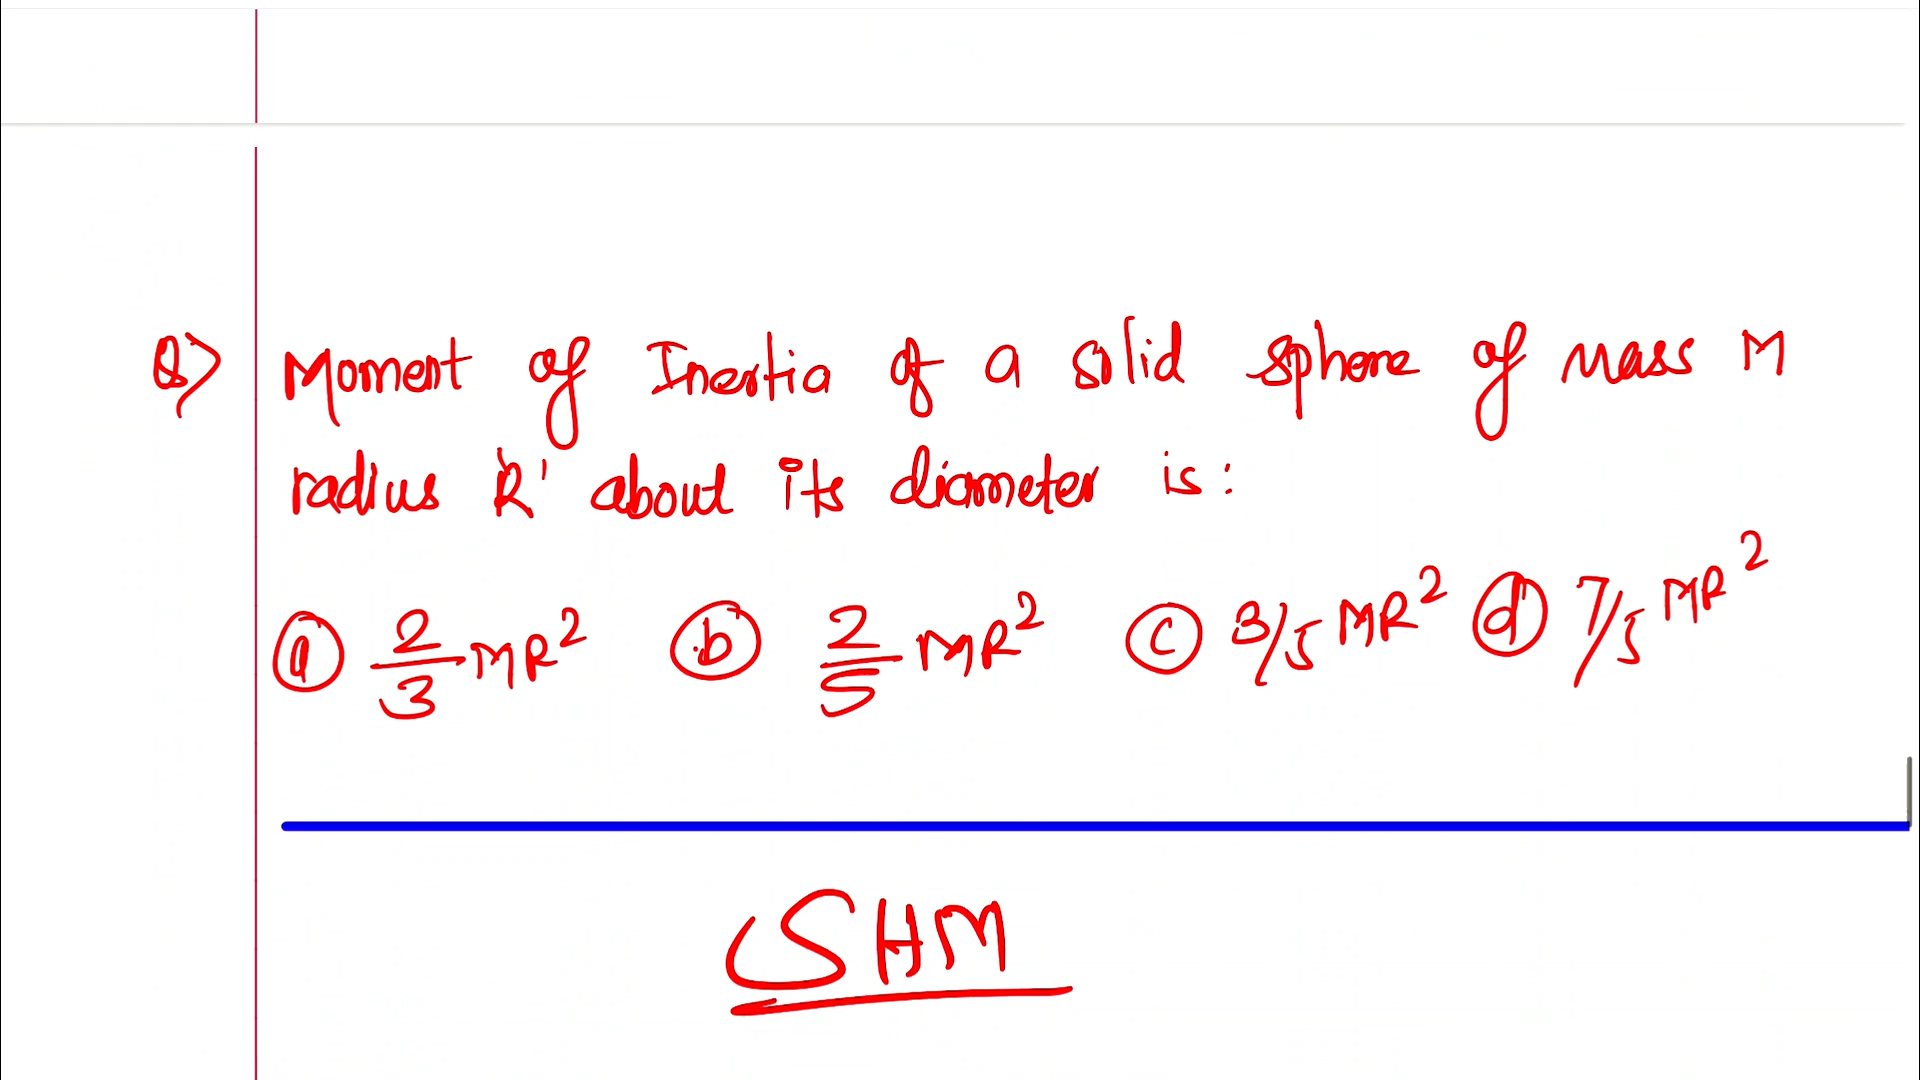 Q) Moment of Inertia of a solid sphere of mass M
radius 'R' about its diameter is:
(a) 2/3 MR² (b) 2/5 MR² (c) 3/5 MR² (d) 7/5 MR²
SHM